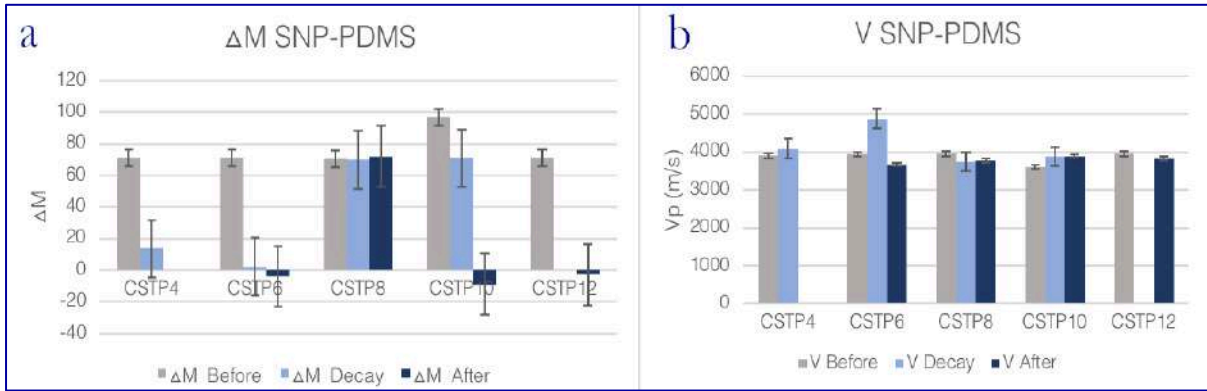 a
ΔM SNP-PDMS
120
100
80
60
40
20
0
-20
-40
ΔM
CSTP4 CSTP6 CSTP8 CSTP10 CSTP12
ΔM Before ΔM Decay ΔM After
b
V SNP-PDMS
6000
5000
4000
3000
2000
1000
0
Vp (m/s)
CSTP4 CSTP6 CSTP8 CSTP10 CSTP12
V Before V Decay V After